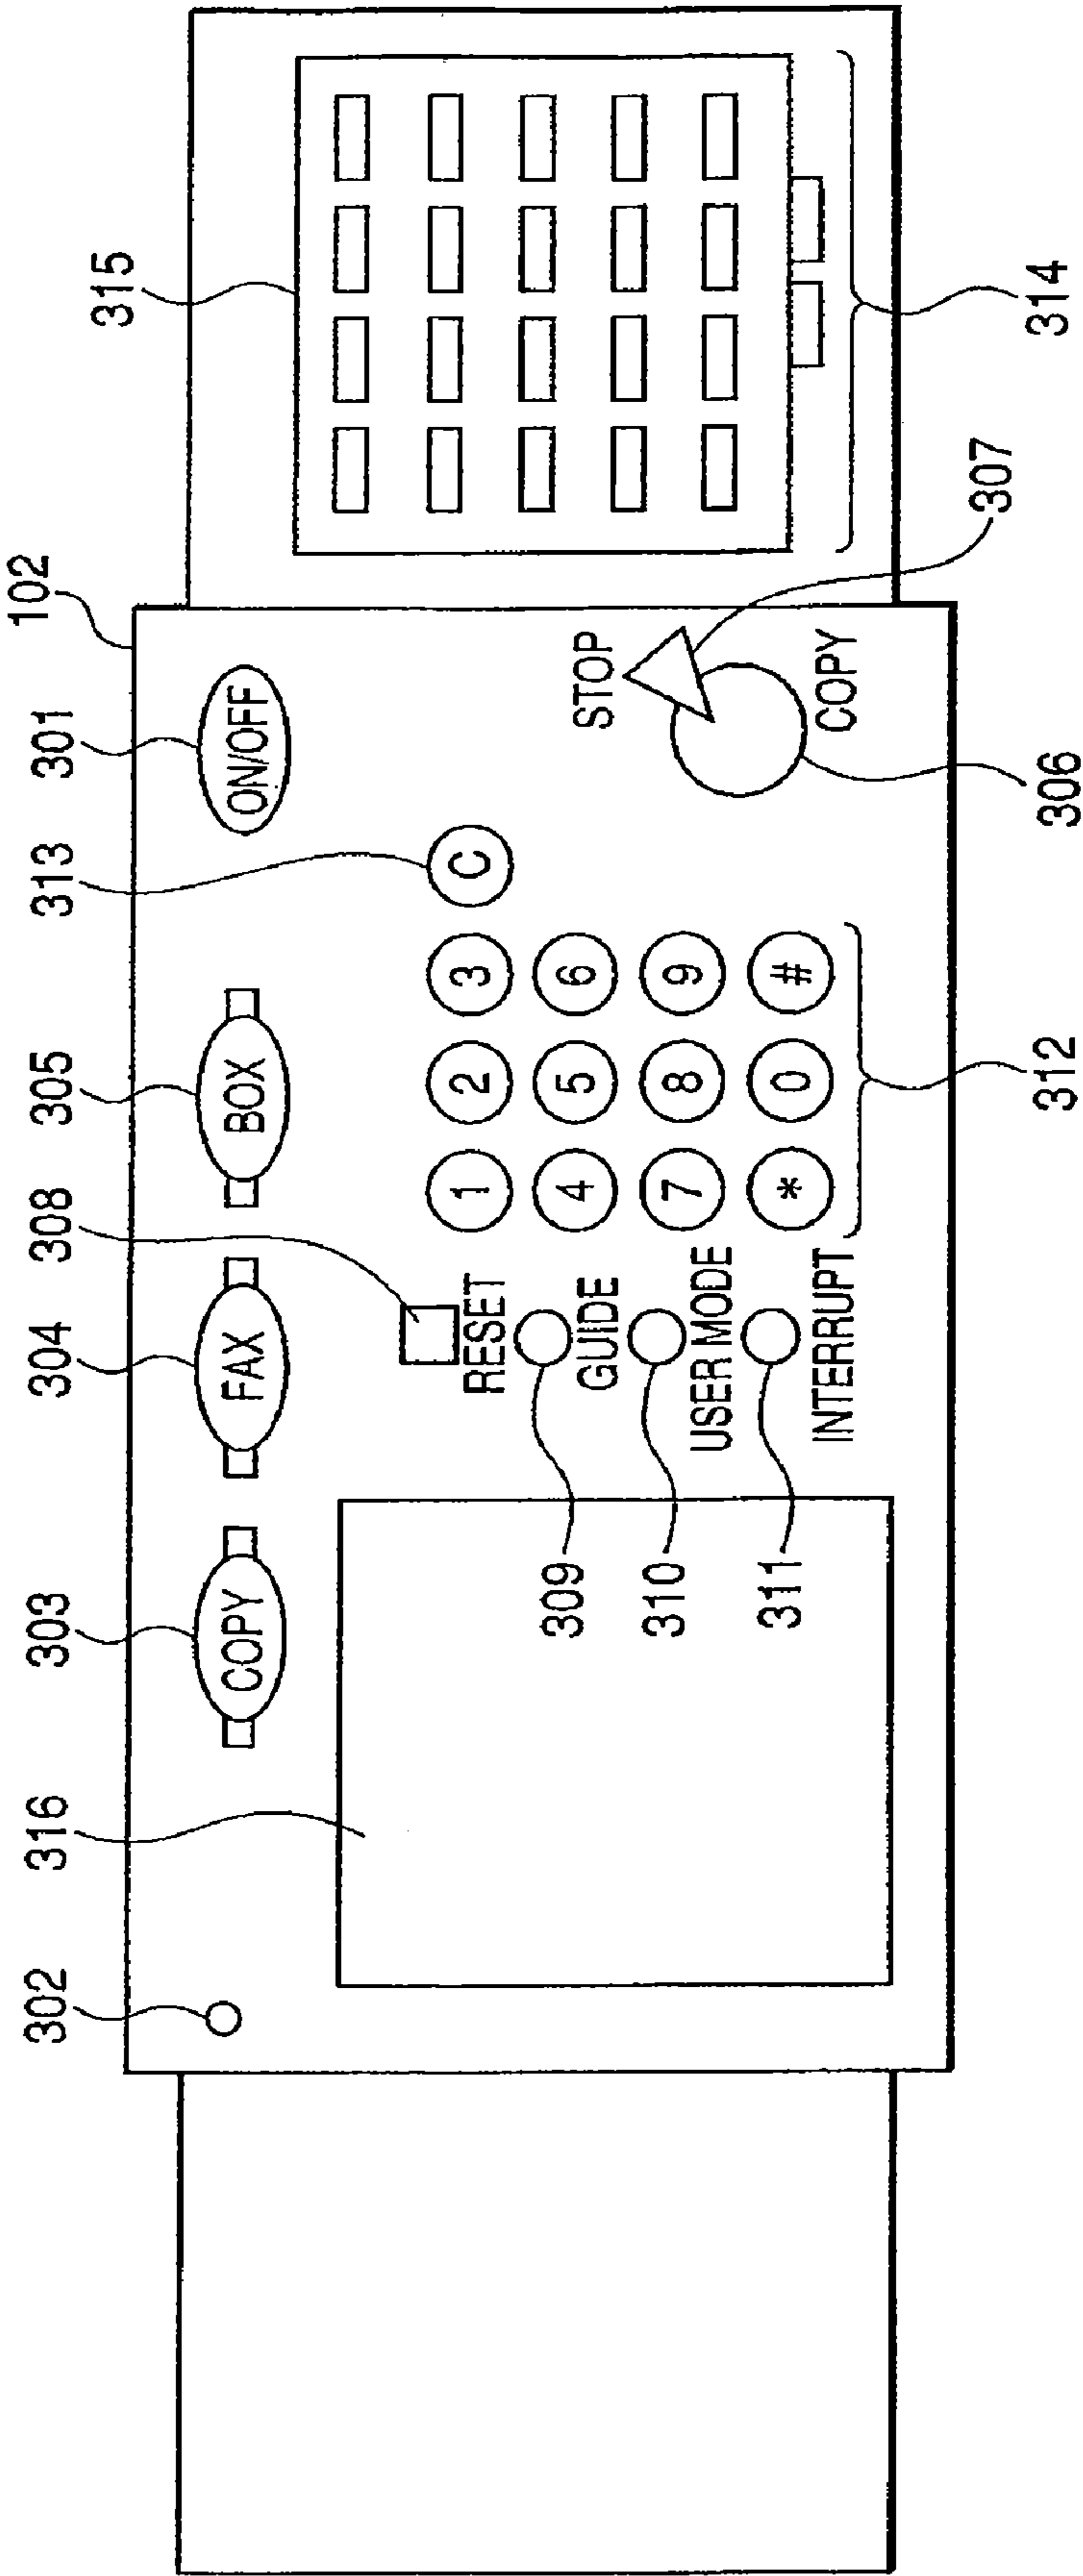 102
302
316
303
304
308
305
313
301
315
COPY
FAX
BOX
ON/OFF
RESET
GUIDE
USER MODE
INTERRUPT
1
2
3
C
4
5
6
7
8
9
*
0
#
STOP
COPY
309
310
311
312
306
307
314